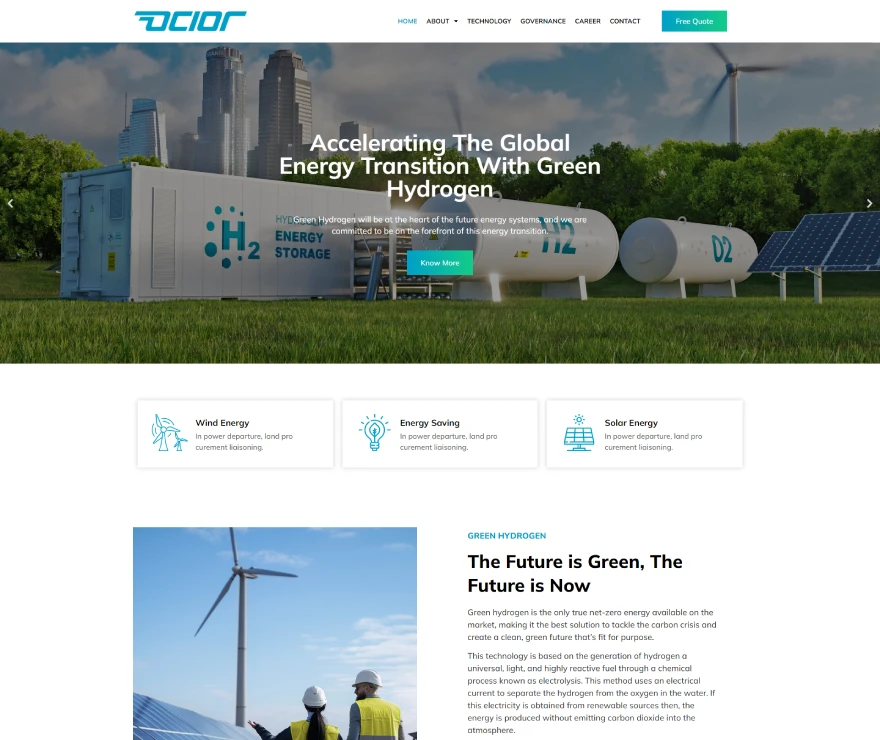 OCIOR
HOME ABOUT TECHNOLOGY GOVERNANCE CAREER CONTACT Free Quote
Accelerating The Global
Energy Transition With Green
Hydrogen
Green Hydrogen will be at the heart of the future energy systems, and we are
committed to be on the forefront of this energy transition.
Know More
H2
ENERGY
STORAGE
H2
Wind Energy
In power departure, land pro
curement liaisoning.
Energy Saving
In power departure, land pro
curement liaisoning.
Solar Energy
In power departure, land pro
curement liaisoning.
GREEN HYDROGEN
The Future is Green, The
Future is Now
Green hydrogen is the only true net-zero energy available on the
market, making it the best solution to tackle the carbon crisis and
create a clean, green future that's fit for purpose.
This technology is based on the generation of hydrogen a
universal, light, and highly reactive fuel through a chemical
process known as electrolysis. This method uses an electrical
current to separate the hydrogen from the oxygen in the water. If
this electricity is obtained from renewable sources then, the
energy is produced without emitting carbon dioxide into the
atmosphere.